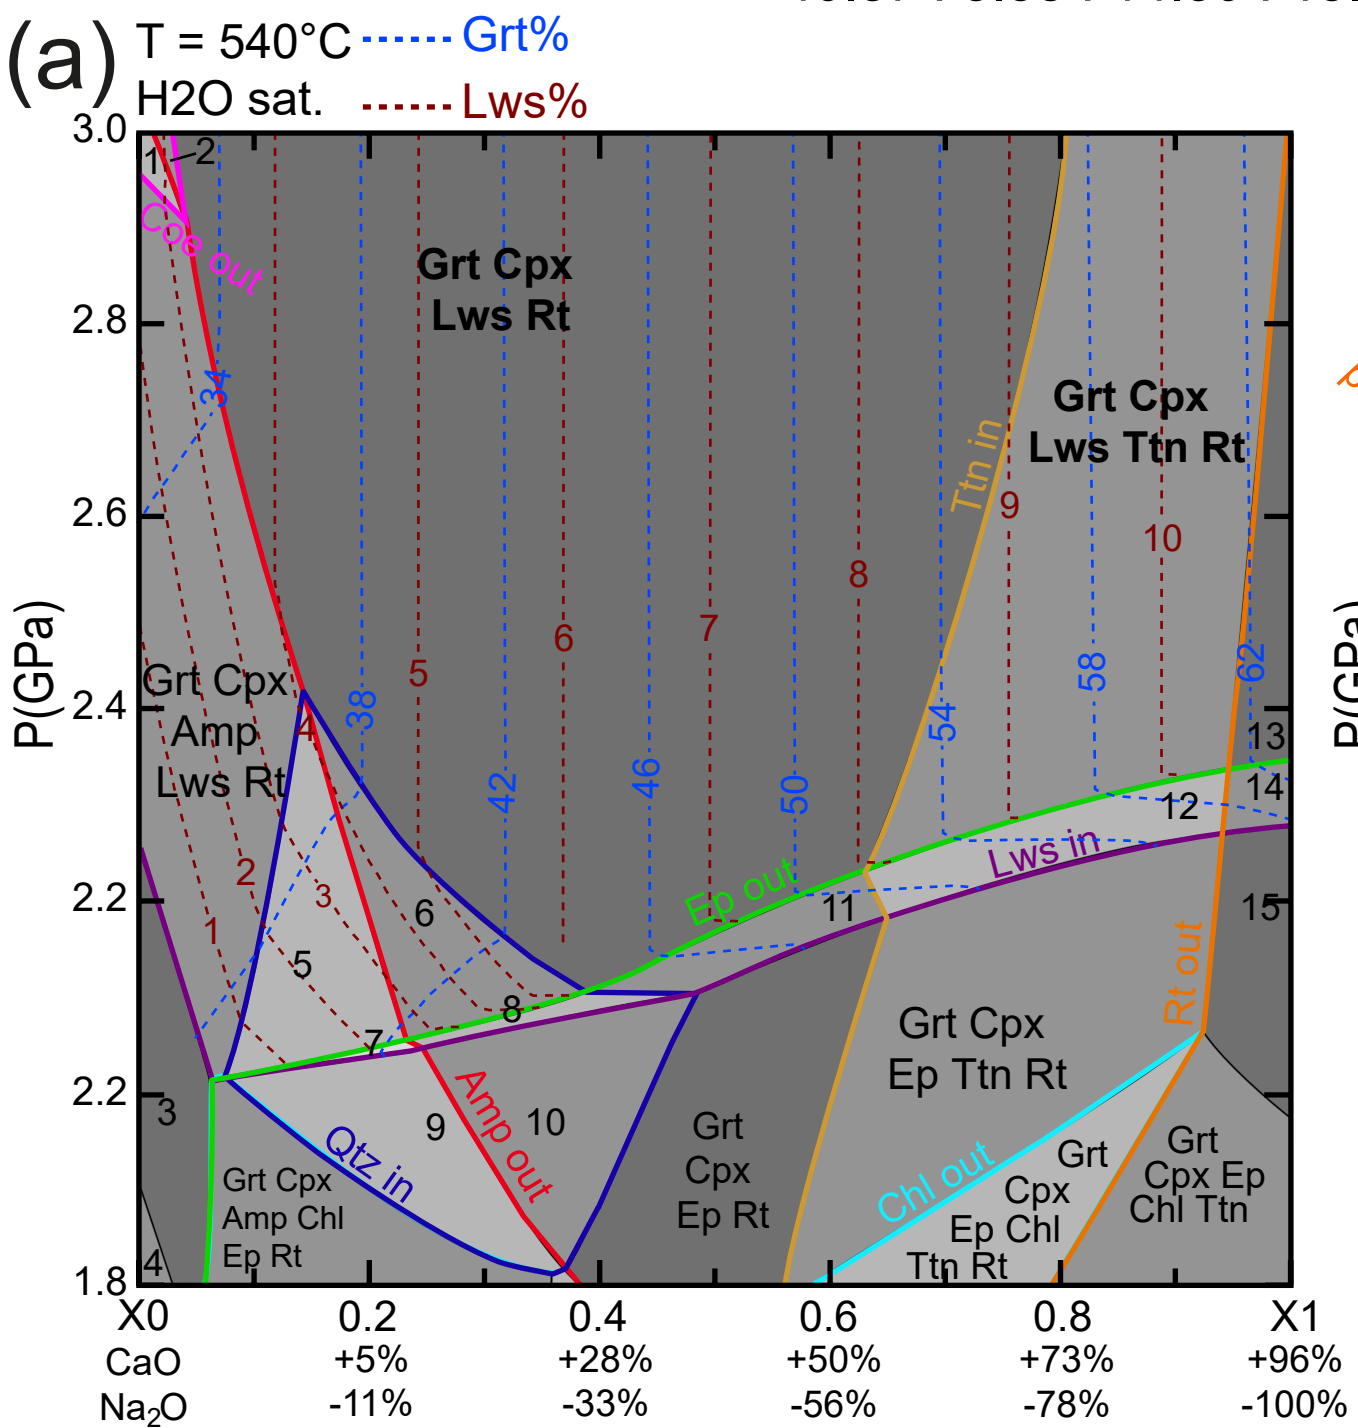 (a)
T = 540°C ------- Grt%
H2O sat. ------- Lws%
3.0
2.8
2.6
2.4
2.2
2.2
1.8
P(GPa)
P(GPa)
1
2
Coe out
Grt Cpx
Lws Rt
Grt Cpx
Lws Ttn Rt
Ttn in
34
38
42
46
50
54
58
62
1
2
3
4
5
6
7
8
9
10
Grt Cpx
Amp
Lws Rt
Ep out
Lws in
Rt out
Amp out
Qtz in
Chl out
3
4
5
6
7
8
9
10
11
12
13
14
15
Grt Cpx
Amp Chl
Ep Rt
Grt
Cpx
Ep Rt
Grt Cpx
Ep Ttn Rt
Grt
Cpx
Ep Chl
Ttn Rt
Grt
Cpx Ep
Chl Ttn
X0 0.2 0.4 0.6 0.8 X1
CaO +5% +28% +50% +73% +96%
Na₂O -11% -33% -56% -78% -100%